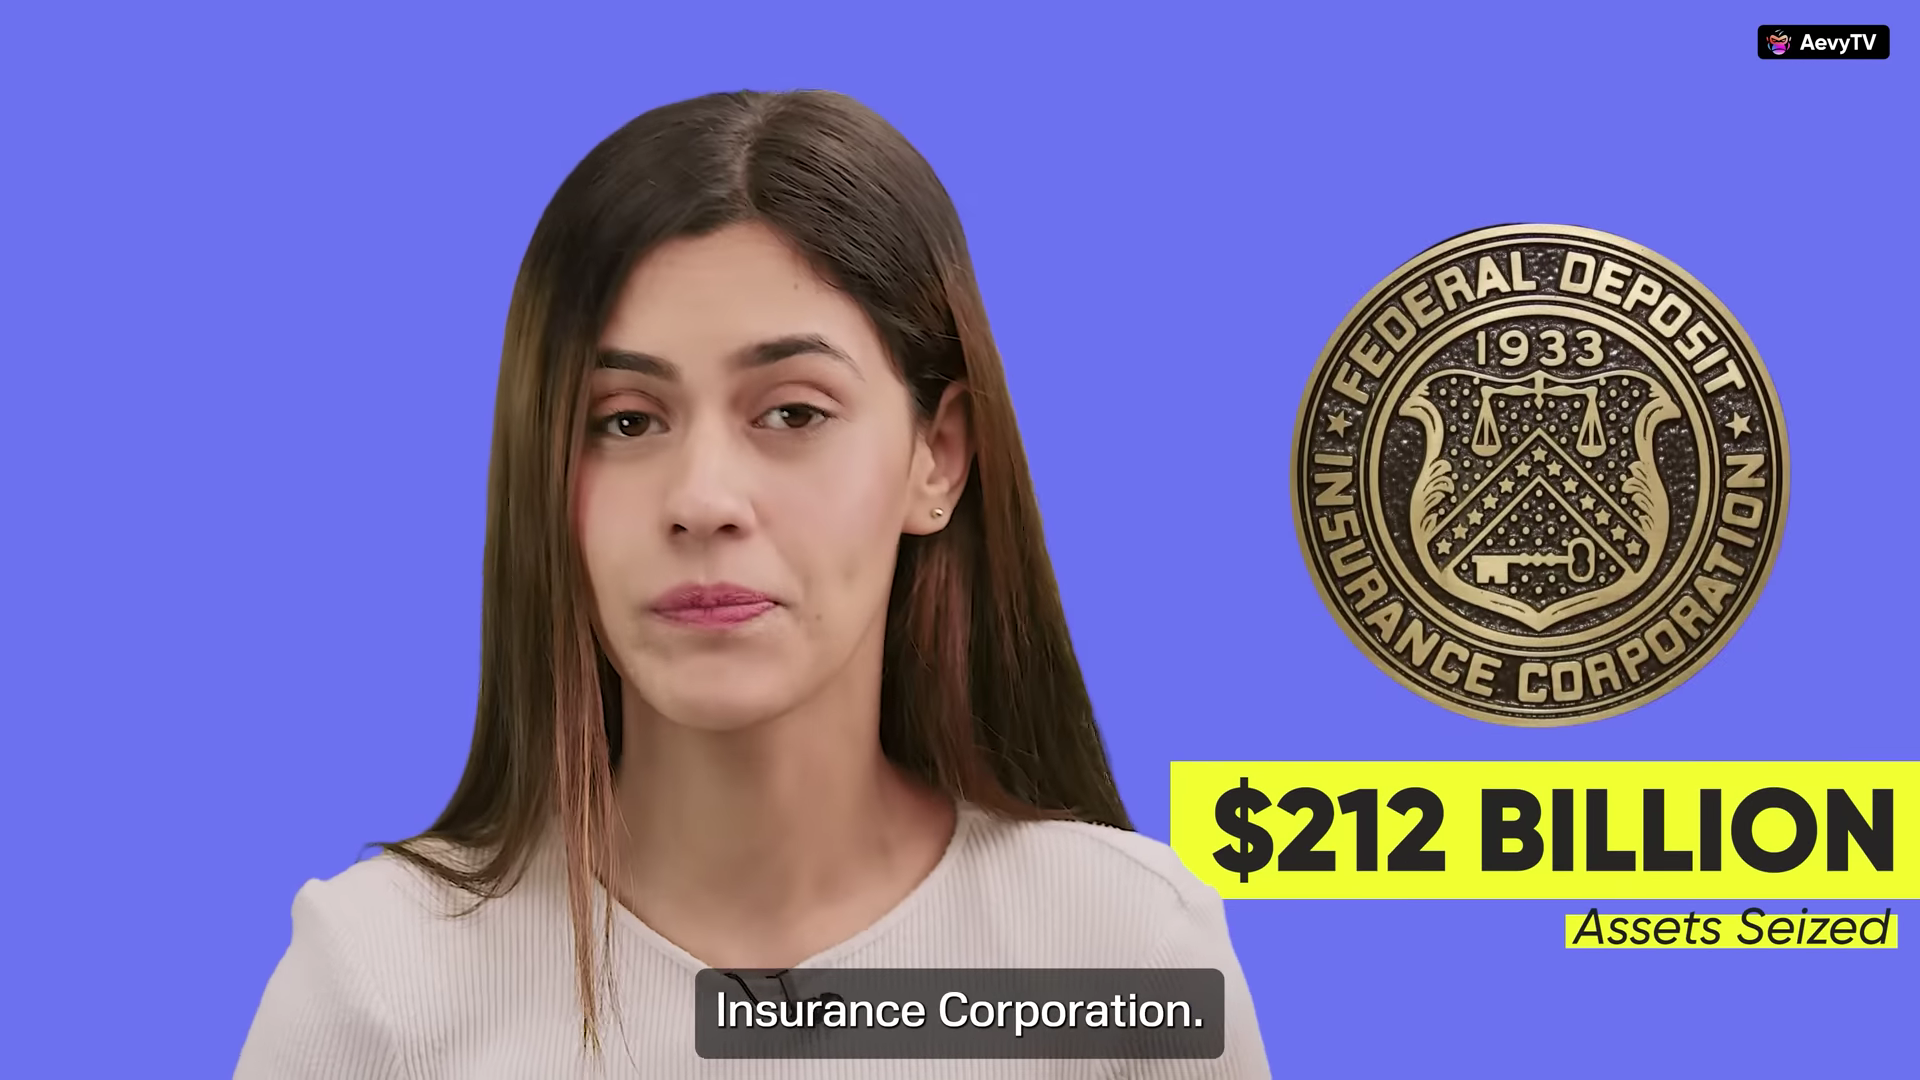 AevyTV
FEDERAL DEPOSIT
INSURANCE CORPORATION
1933
$212 BILLION
Assets Seized
Insurance Corporation.